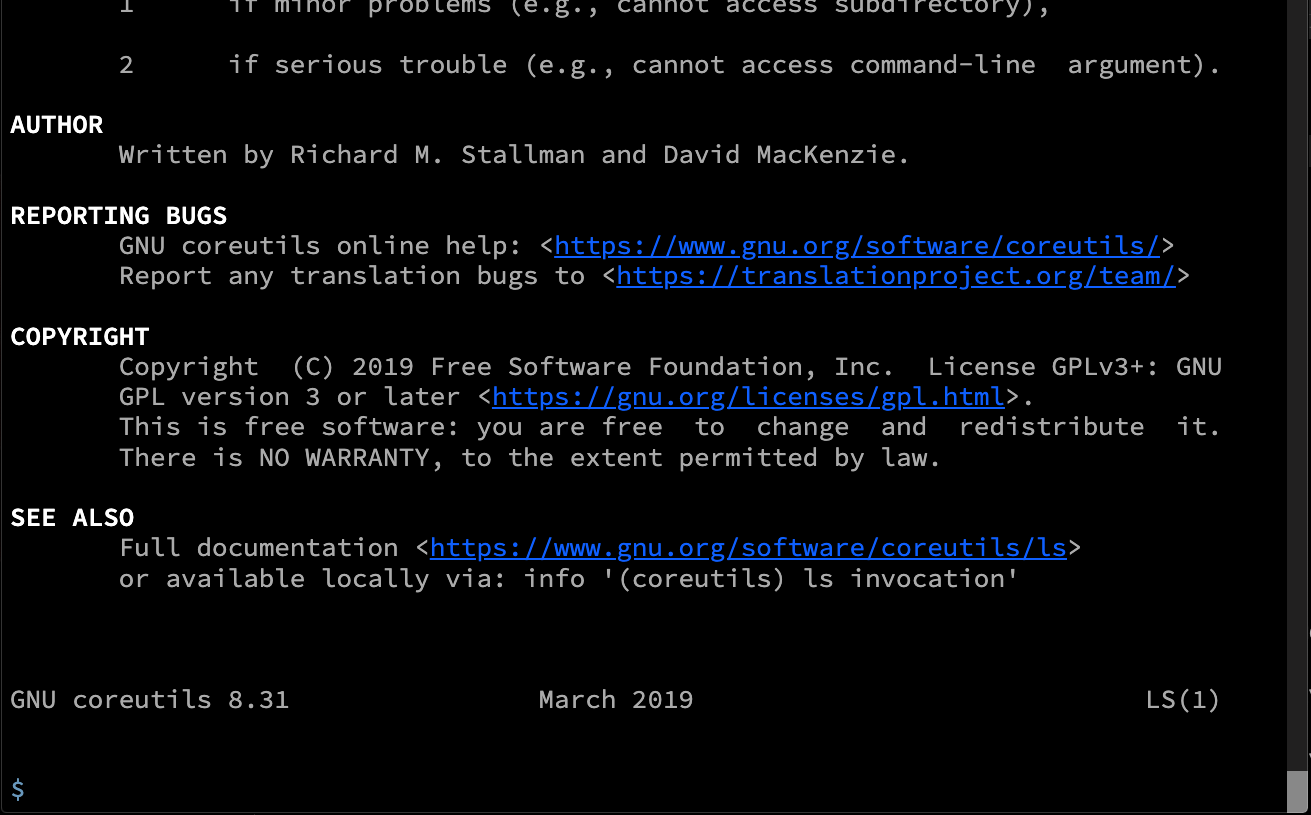 1      if minor problems (e.g., cannot access subdirectory),
2      if serious trouble (e.g., cannot access command-line  argument).
AUTHOR
Written by Richard M. Stallman and David MacKenzie.
REPORTING BUGS
GNU coreutils online help: <https://www.gnu.org/software/coreutils/>
Report any translation bugs to <https://translationproject.org/team/>
COPYRIGHT
Copyright  (C) 2019 Free Software Foundation, Inc.  License GPLv3+: GNU
GPL version 3 or later <https://gnu.org/licenses/gpl.html>.
This is free software: you are free  to  change  and  redistribute  it.
There is NO WARRANTY, to the extent permitted by law.
SEE ALSO
Full documentation <https://www.gnu.org/software/coreutils/ls>
or available locally via: info '(coreutils) ls invocation'
GNU coreutils 8.31                March 2019                             LS(1)
$